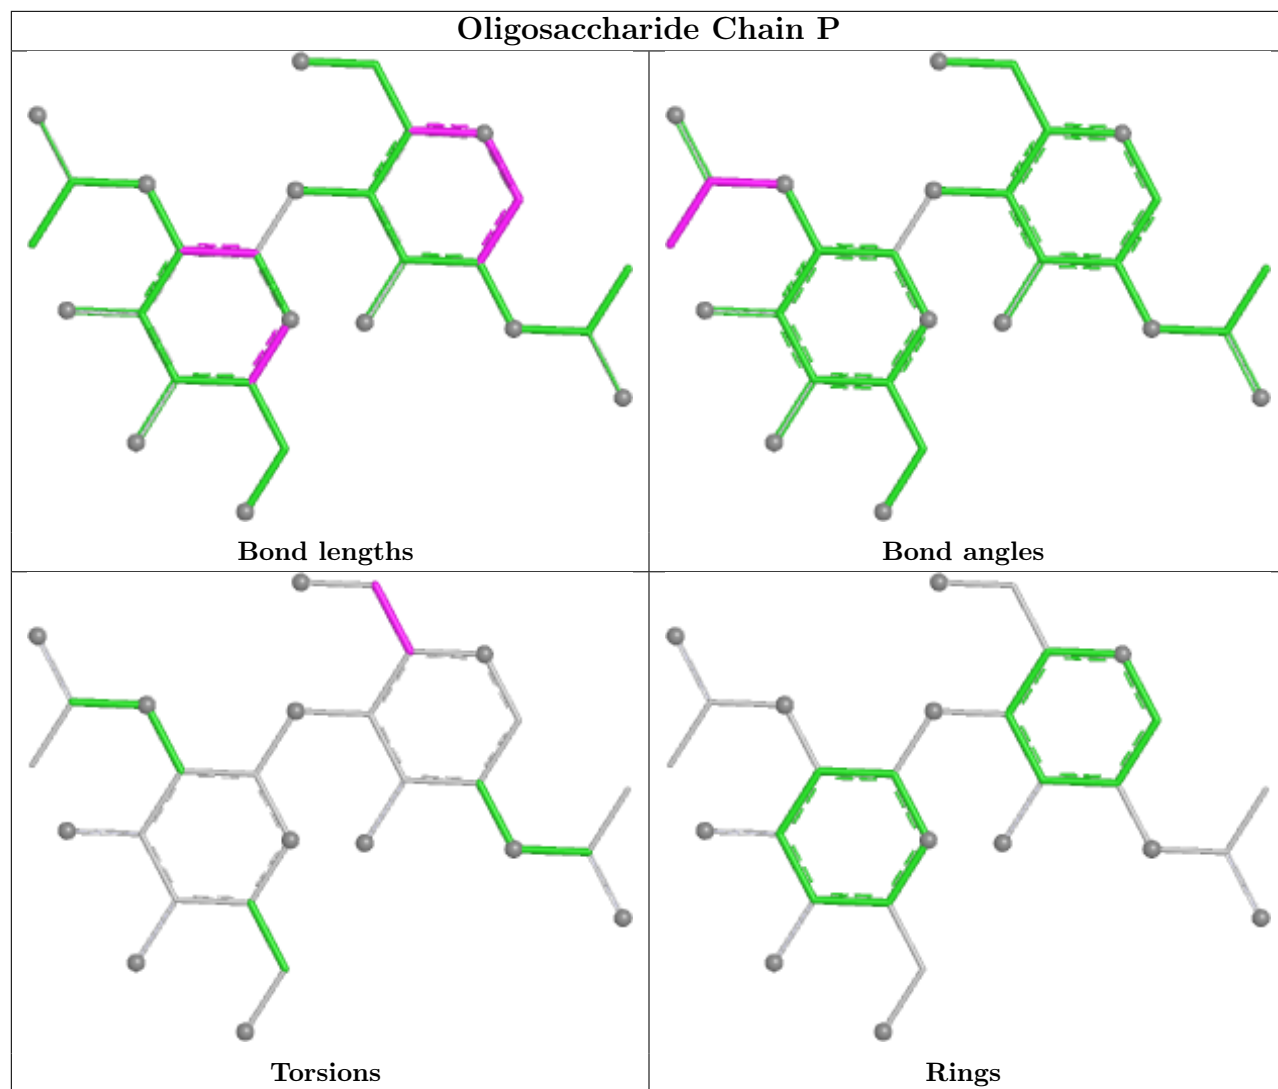 Oligosaccharide Chain P
Bond lengths
Bond angles
Torsions
Rings